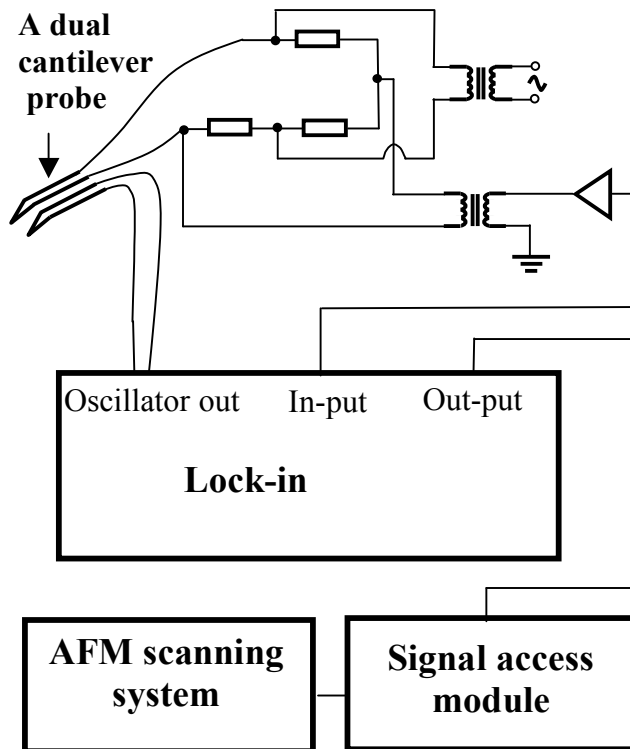 A dual
cantilever
probe
Oscillator out In-put Out-put
Lock-in
AFM scanning
system
Signal access
module